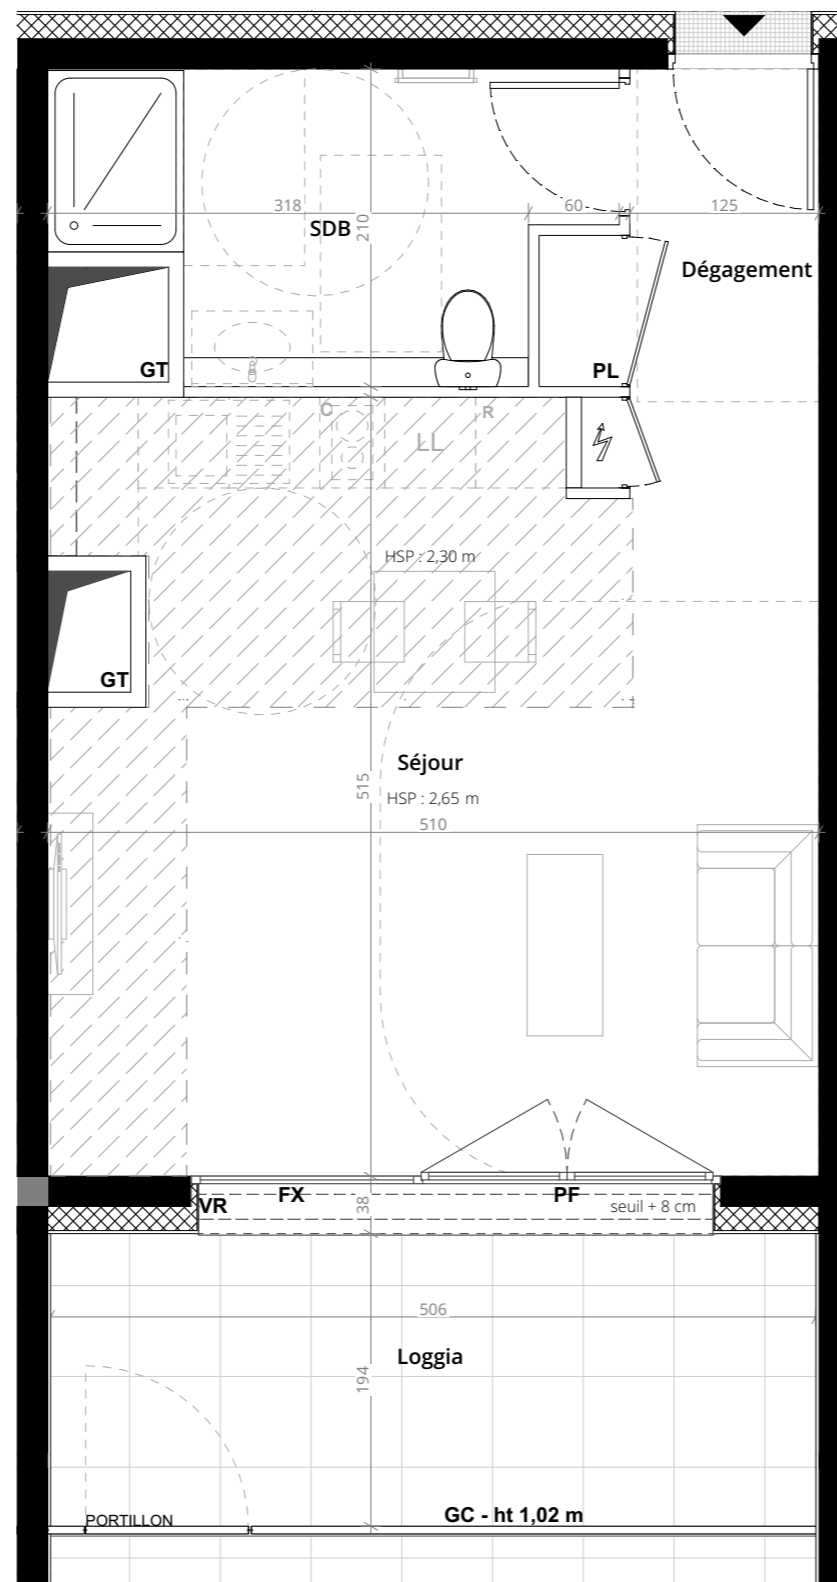 318
60
125
SDB
210
Dégagement
GT
PL
O
R
LL
HSP : 2,30 m
GT
Séjour
515
HSP : 2,65 m
510
VR
FX
38
PF
seuil + 8 cm
506
Loggia
194
PORTILLON
GC - ht 1,02 m